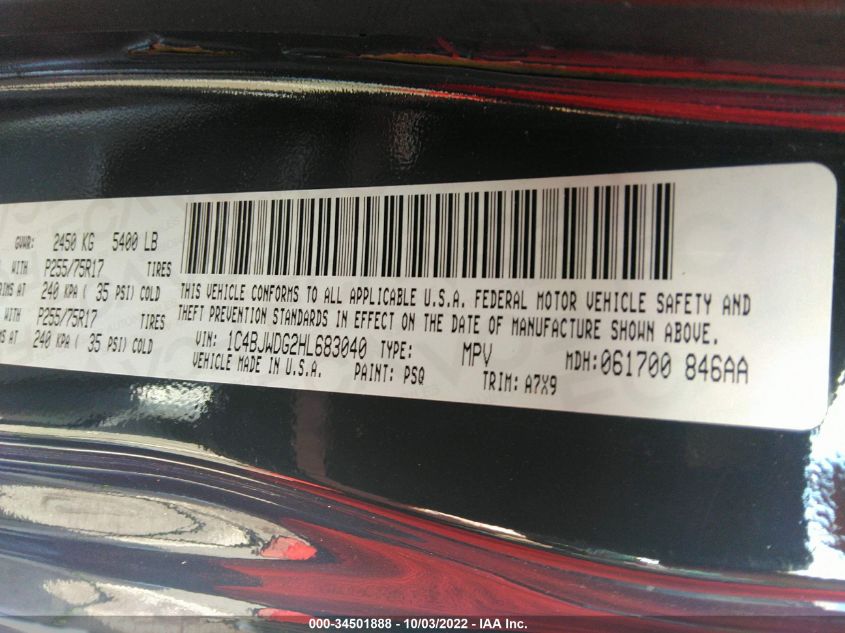 GVWR: 2450 KG 5400 LB
WITH P255/75R17 TIRES
RIMS AT 240 KPA ( 35 PSI) COLD
WITH P255/75R17 TIRES
AT 240 KPA ( 35 PSI) COLD
THIS VEHICLE CONFORMS TO ALL APPLICABLE U.S.A. FEDERAL MOTOR VEHICLE SAFETY AND
THEFT PREVENTION STANDARDS IN EFFECT ON THE DATE OF MANUFACTURE SHOWN ABOVE.
VIN: 1C4BJWDG2HL683040 TYPE: MPV MDH:061700 846AA
VEHICLE MADE IN U.S.A. PAINT: PSQ TRIM: A7X9
000-34501888 - 10/03/2022 - IAA Inc.